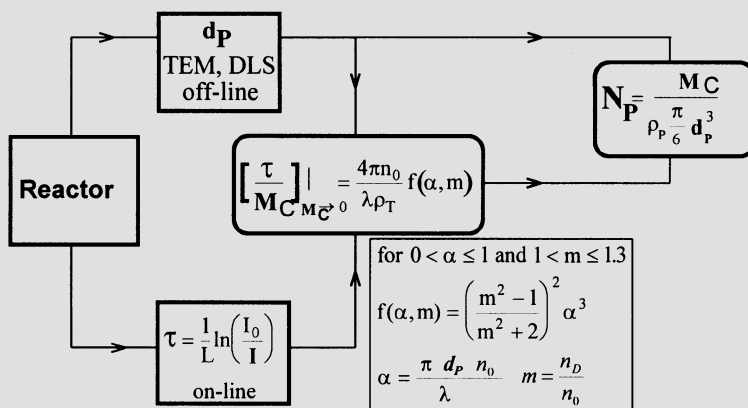 d_P
TEM, DLS
off-line
N_P = M_C / (ρ_P π/6 d_P^3)
Reactor
[τ / M_C] |_{M_C → 0} = (4πn_0 / λρ_T) f(α,m)
for 0 < α ≤ 1 and 1 < m ≤ 1.3
f(α,m) = ((m^2 − 1) / (m^2 + 2))^2 α^3
τ = 1/L ln(I_0 / I)
on-line
α = (π d_P n_0) / λ m = n_D / n_0